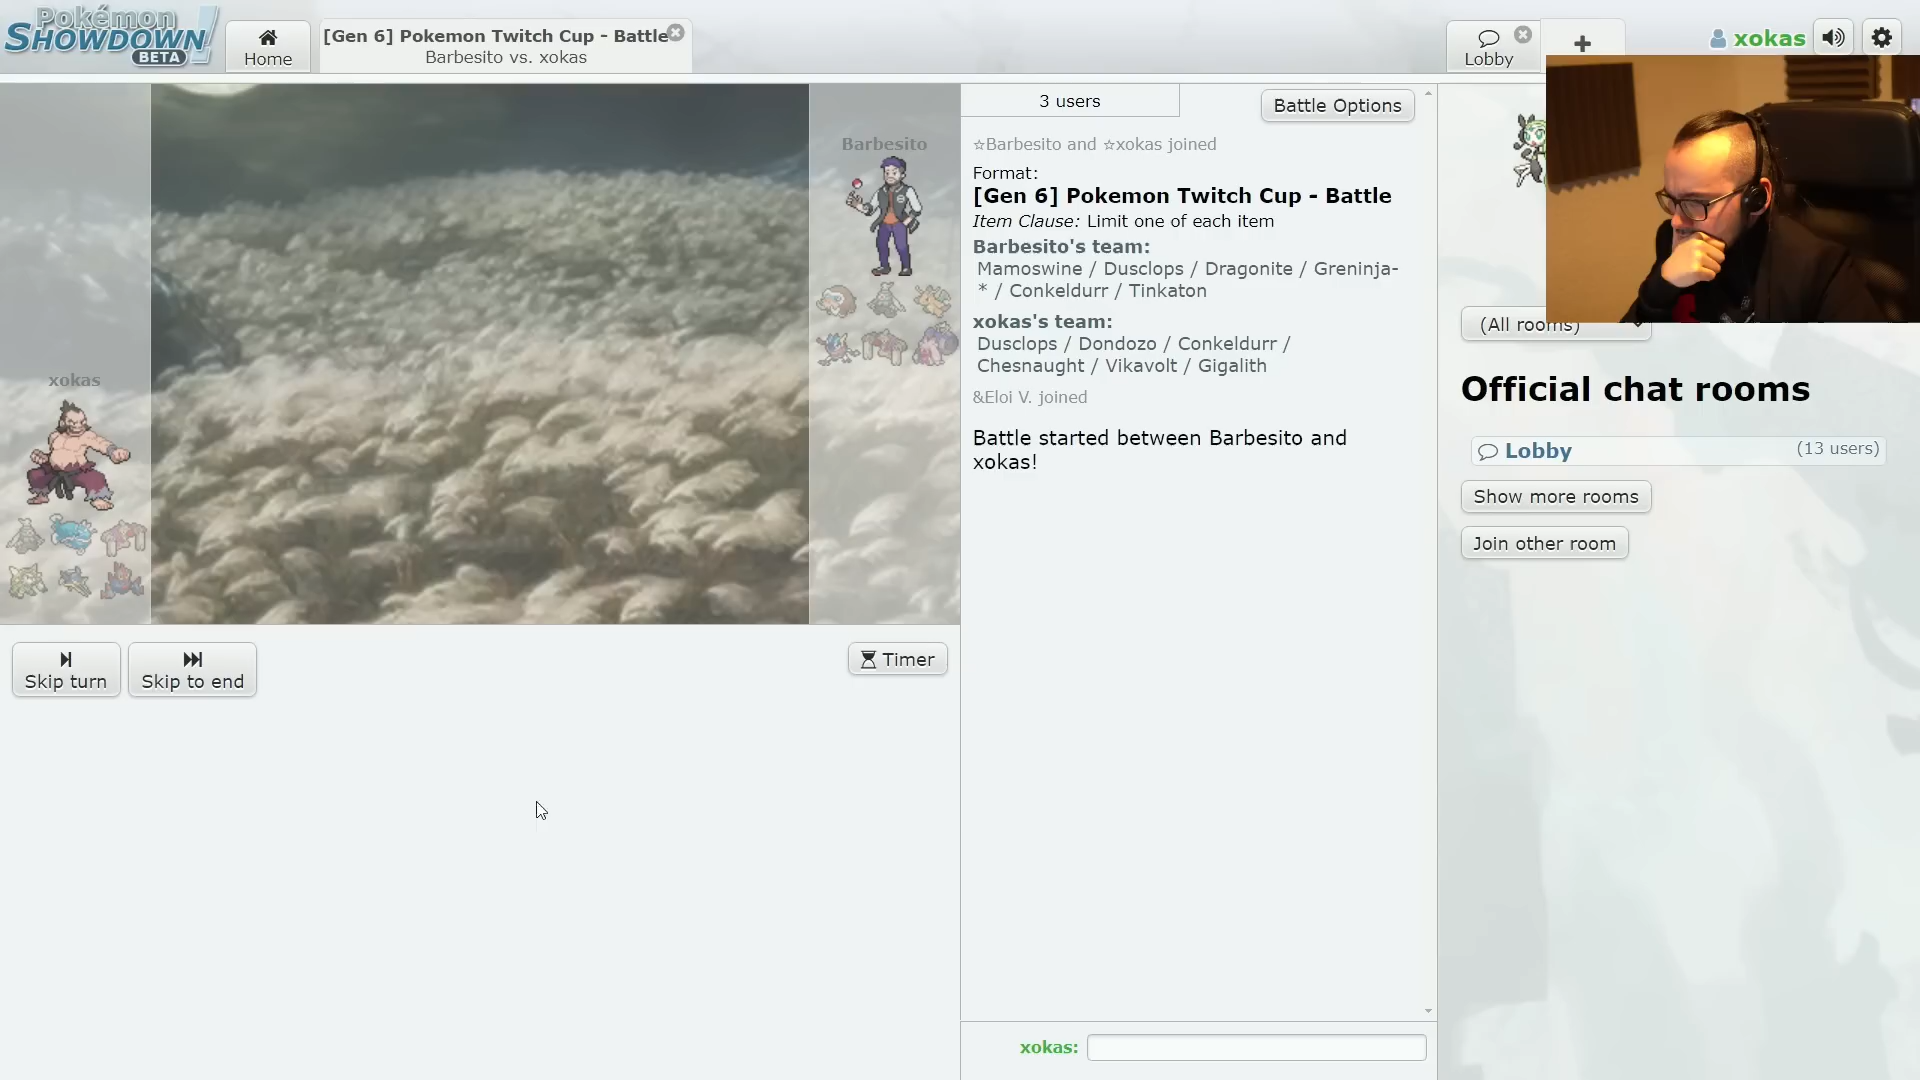 Pokémon
SHOWDOWN!
BETA
Home
[Gen 6] Pokemon Twitch Cup - Battle
Barbesito vs. xokas
Lobby
xokas
3 users
Battle Options
Barbesito
xokas
☆Barbesito and ☆xokas joined
Format:
[Gen 6] Pokemon Twitch Cup - Battle
Item Clause: Limit one of each item
Barbesito's team:
Mamoswine / Dusclops / Dragonite / Greninja-
* / Conkeldurr / Tinkaton
xokas's team:
Dusclops / Dondozo / Conkeldurr /
Chesnaught / Vikavolt / Gigalith
&Eloi V. joined
Battle started between Barbesito and
xokas!
Skip turn
Skip to end
Timer
xokas:
(All rooms)
Official chat rooms
Lobby
(13 users)
Show more rooms
Join other room